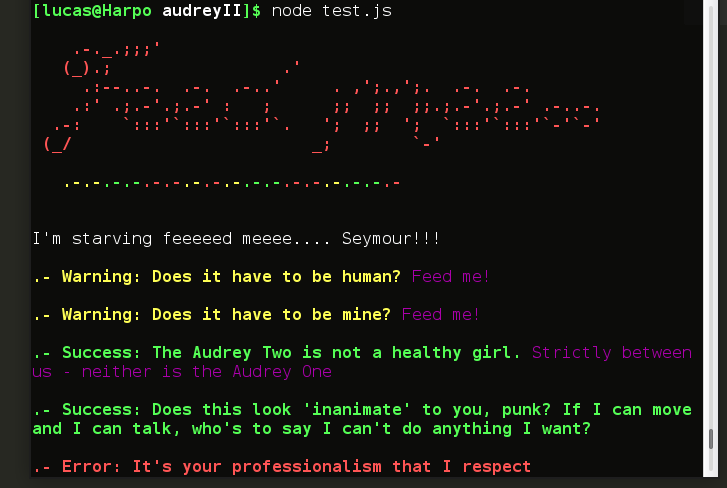 [lucas@Harpo audreyII]$ node test.js
Feed me
I'm starving feeeeed meeee.... Seymour!!!
.- Warning: Does it have to be human? Feed me!
.- Warning: Does it have to be mine? Feed me!
.- Success: The Audrey Two is not a healthy girl. Strictly between
us - neither is the Audrey One
.- Success: Does this look 'inanimate' to you, punk? If I can move
and I can talk, who's to say I can't do anything I want?
.- Error: It's your professionalism that I respect